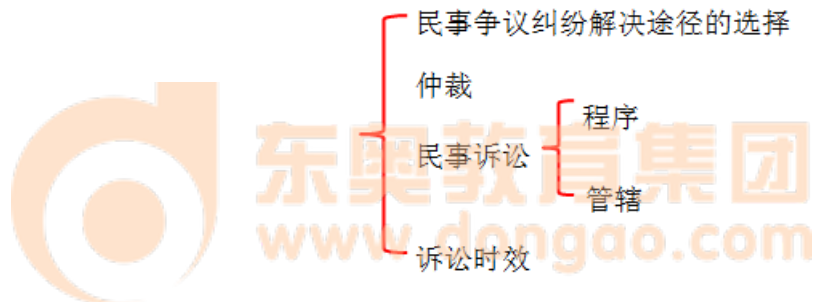 民事争议纠纷解决途径的选择
仲裁
程序
民事诉讼
管辖
诉讼时效
东奥教育集团
www.dongao.com